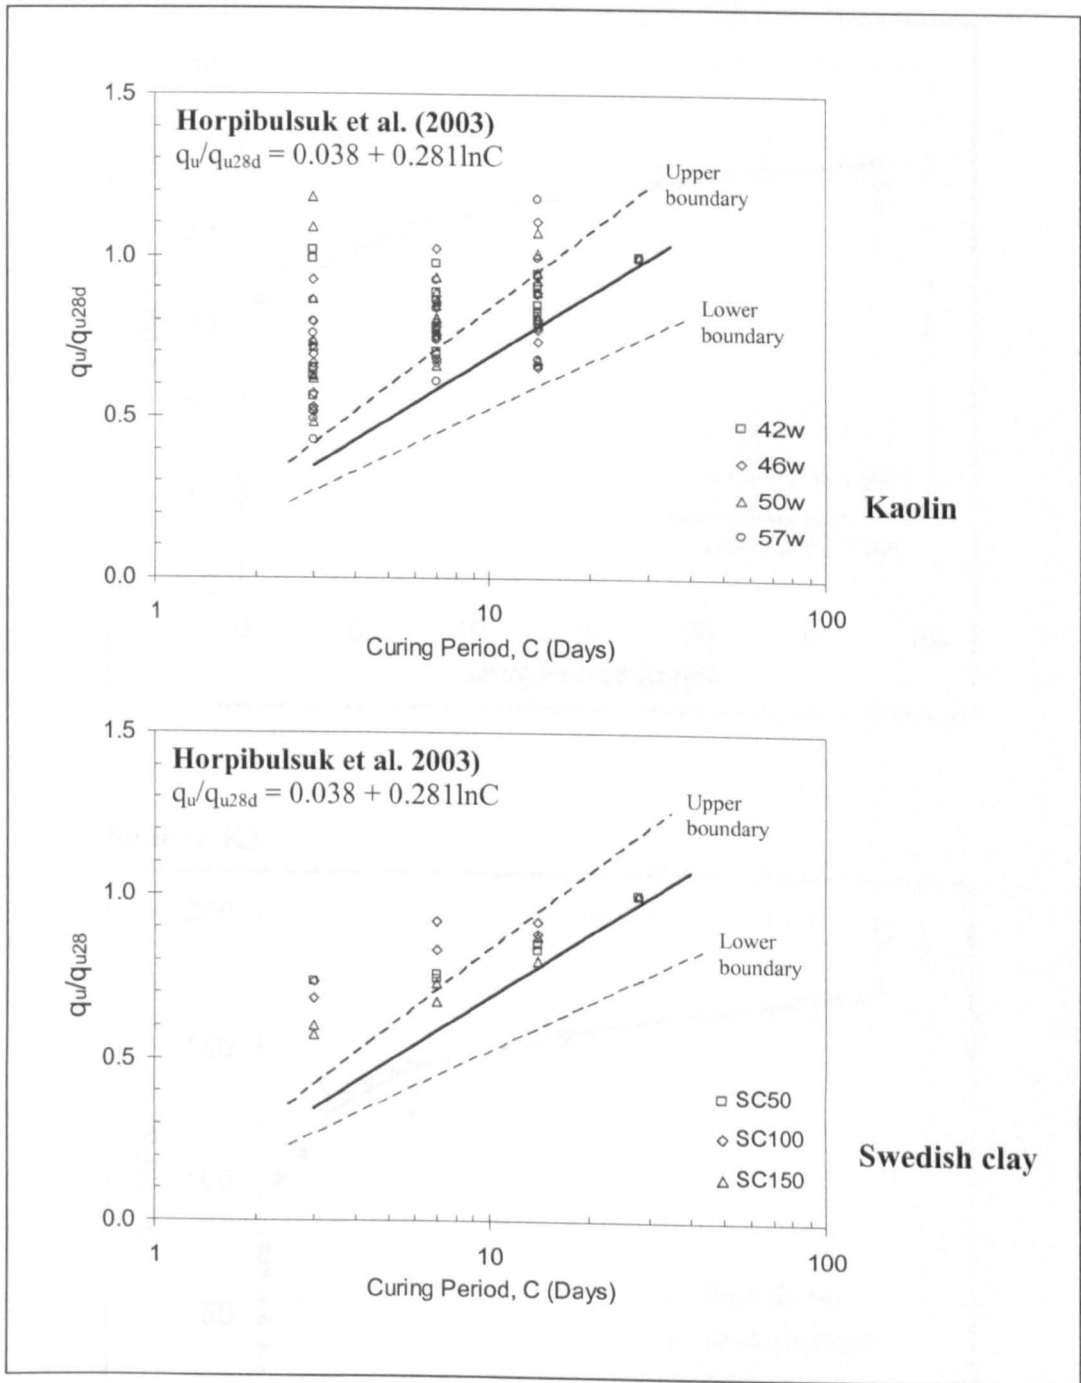 Horpibulsuk et al. (2003)
qu/qu28d = 0.038 + 0.281lnC
Upper
boundary
Lower
boundary
1.5
1.0
0.5
0.0
qu/qu28d
42w
46w
50w
57w
Kaolin
1
10
100
Curing Period, C (Days)
Horpibulsuk et al. 2003)
qu/qu28d = 0.038 + 0.281lnC
Upper
boundary
Lower
boundary
1.5
1.0
0.5
0.0
qu/qu28
SC50
SC100
SC150
Swedish clay
1
10
100
Curing Period, C (Days)